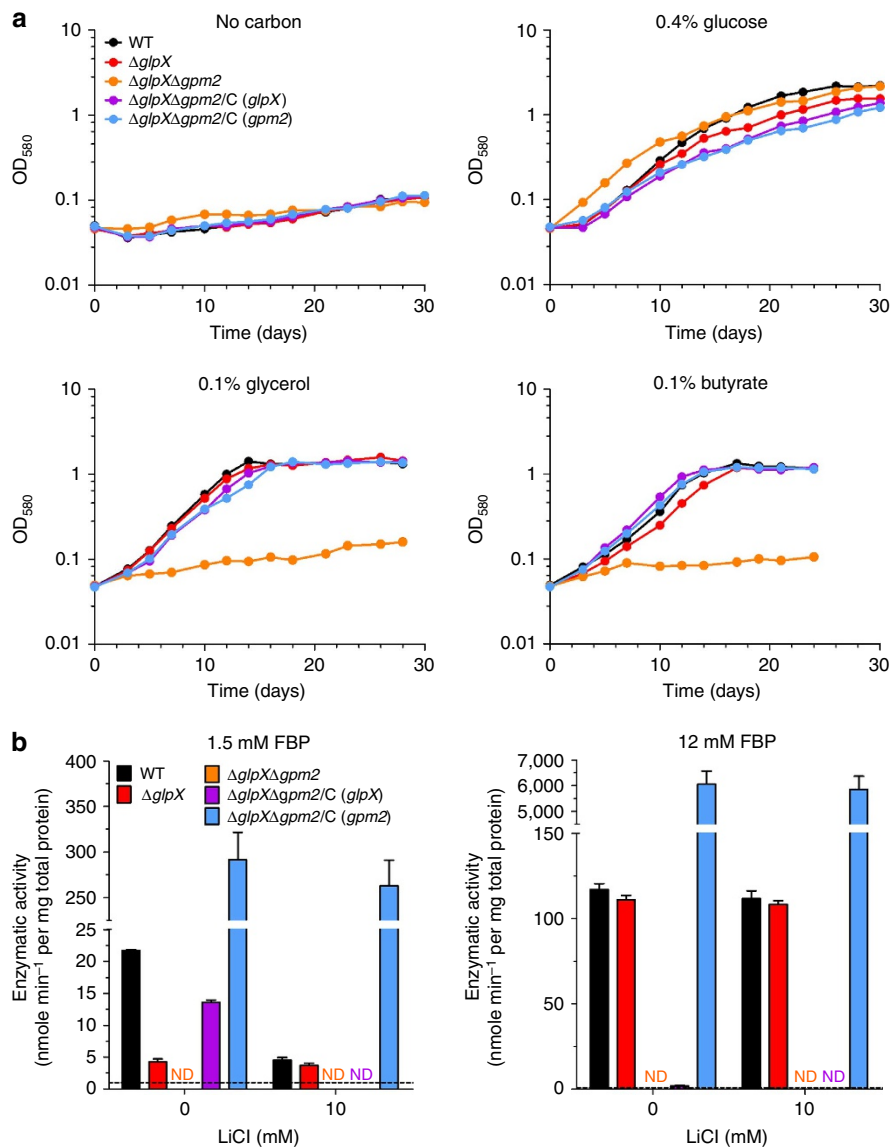 a
No carbon
10
1
0.1
0.01
OD580
0
10
20
30
Time (days)
WT
ΔglpX
ΔglpXΔgpm2
ΔglpXΔgpm2/C (glpX)
ΔglpXΔgpm2/C (gpm2)
0.4% glucose
10
1
0.1
0.01
OD580
0
10
20
30
Time (days)
0.1% glycerol
10
1
0.1
0.01
OD580
0
10
20
30
Time (days)
0.1% butyrate
10
1
0.1
0.01
OD580
0
10
20
30
Time (days)
b
1.5 mM FBP
400
350
300
250
25
20
15
10
5
0
Enzymatic activity
(nmole min⁻¹ per mg total protein)
WT
ΔglpX
ΔglpXΔgpm2
ΔglpXΔgpm2/C (glpX)
ΔglpXΔgpm2/C (gpm2)
ND
ND
ND
0
10
LiCl (mM)
12 mM FBP
7,000
6,000
5,000
150
100
50
0
Enzymatic activity
(nmole min⁻¹ per mg total protein)
ND
ND
ND
0
10
LiCl (mM)